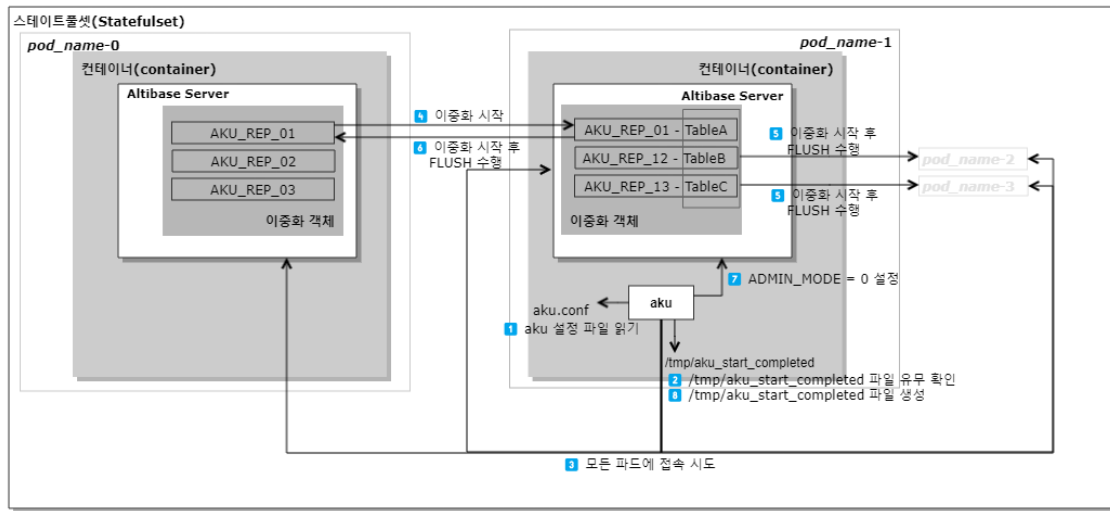 스테이트풀셋(Statefulset)
pod_name-0
컨테이너(container)
Altibase Server
AKU_REP_01
AKU_REP_02
AKU_REP_03
이중화 객체
4 이중화 시작
6 이중화 시작 후
FLUSH 수행
pod_name-1
컨테이너(container)
Altibase Server
AKU_REP_01 - TableA
AKU_REP_12 - TableB
AKU_REP_13 - TableC
이중화 객체
5 이중화 시작 후
FLUSH 수행
5 이중화 시작 후
FLUSH 수행
pod_name-2
pod_name-3
7 ADMIN_MODE = 0 설정
aku
aku.conf
1 aku 설정 파일 읽기
/tmp/aku_start_completed
2 /tmp/aku_start_completed 파일 유무 확인
8 /tmp/aku_start_completed 파일 생성
3 모든 파드에 접속 시도